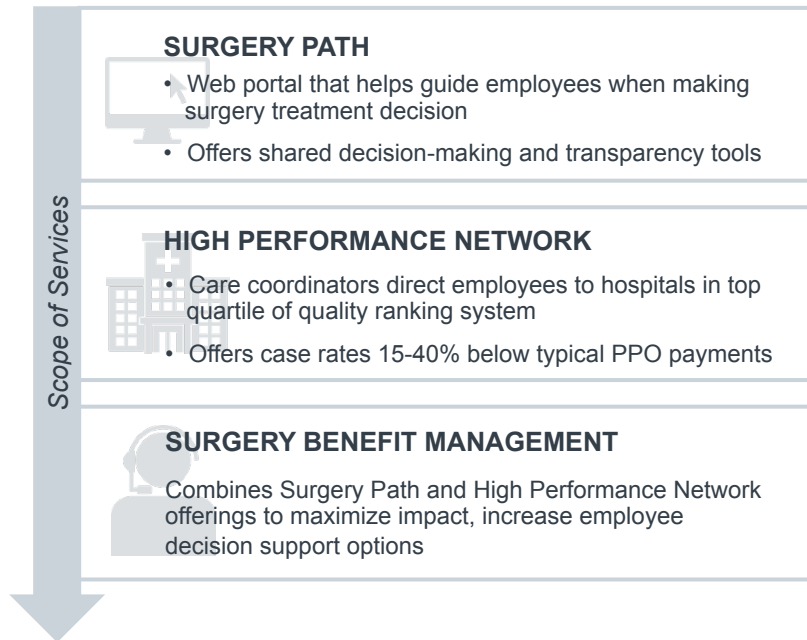 Scope of Services
SURGERY PATH
• Web portal that helps guide employees when making
surgery treatment decision
• Offers shared decision-making and transparency tools
HIGH PERFORMANCE NETWORK
• Care coordinators direct employees to hospitals in top
quartile of quality ranking system
• Offers case rates 15-40% below typical PPO payments
SURGERY BENEFIT MANAGEMENT
Combines Surgery Path and High Performance Network
offerings to maximize impact, increase employee
decision support options